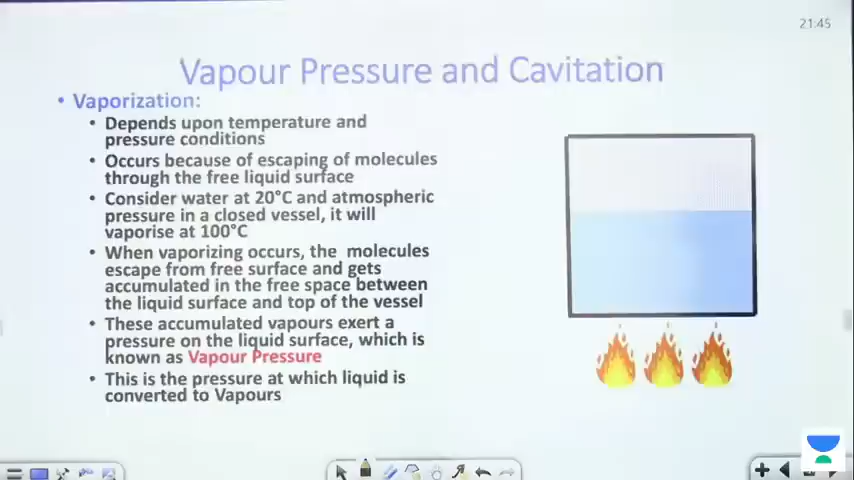 21:45
Vapour Pressure and Cavitation
• Vaporization:
• Depends upon temperature and
pressure conditions
• Occurs because of escaping of molecules
through the free liquid surface
• Consider water at 20°C and atmospheric
pressure in a closed vessel, it will
vaporise at 100°C
• When vaporizing occurs, the molecules
escape from free surface and gets
accumulated in the free space between
the liquid surface and top of the vessel
• These accumulated vapours exert a
pressure on the liquid surface, which is
known as Vapour Pressure
• This is the pressure at which liquid is
converted to Vapours